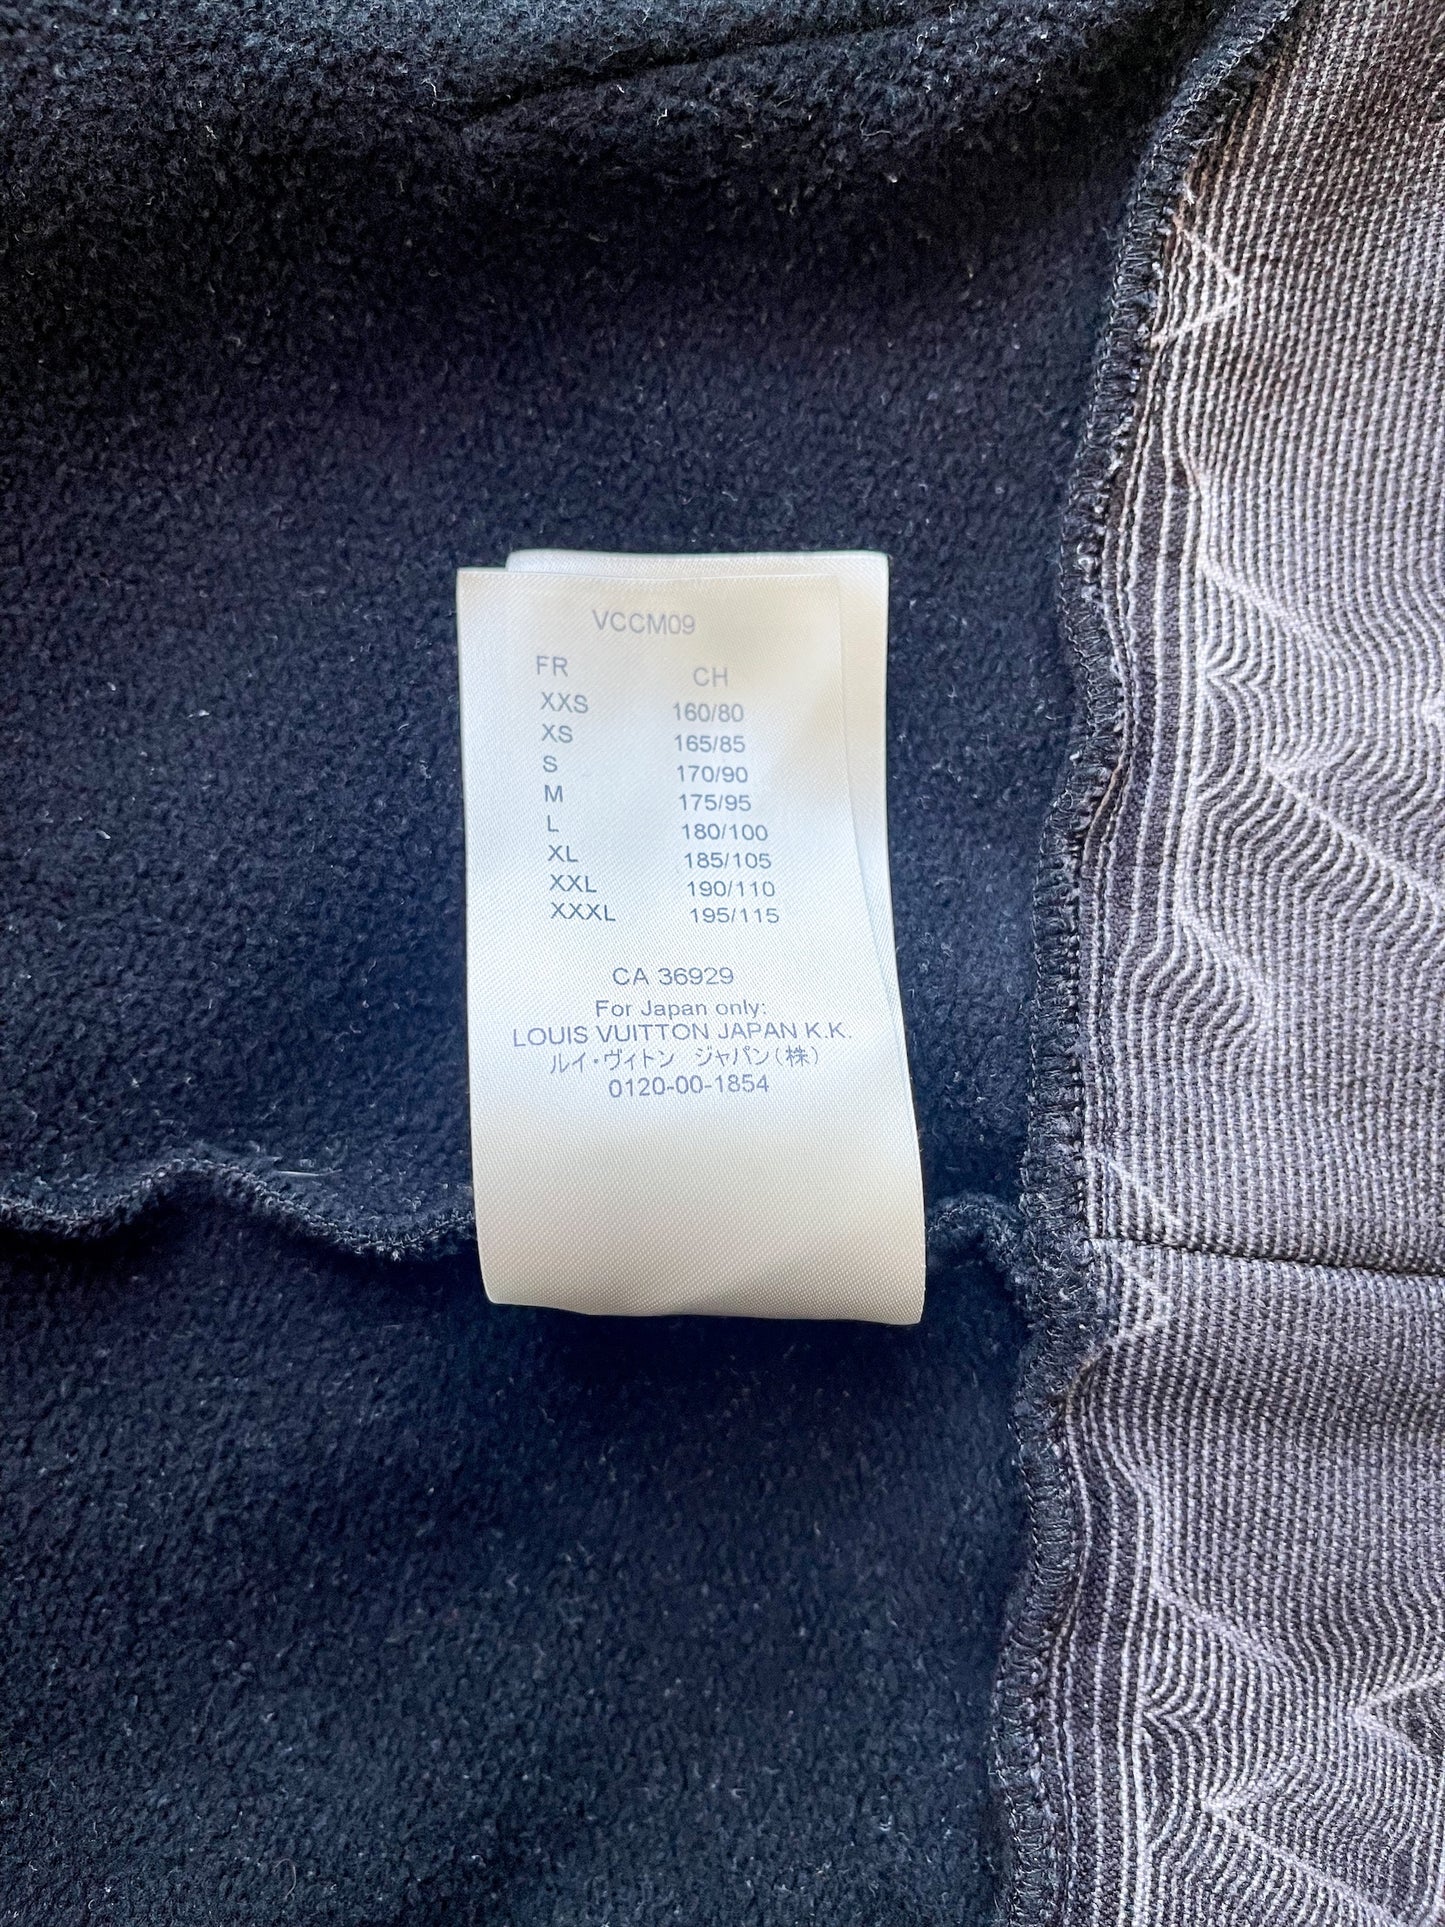 VCCM09
FR CH
XXS 160/80
XS 165/85
S 170/90
M 175/95
L 180/100
XL 185/105
XXL 190/110
XXXL 195/115
CA 36929
For Japan only:
LOUIS VUITTON JAPAN K.K.
ルイ・ヴィトン ジャパン(株)
0120-00-1854